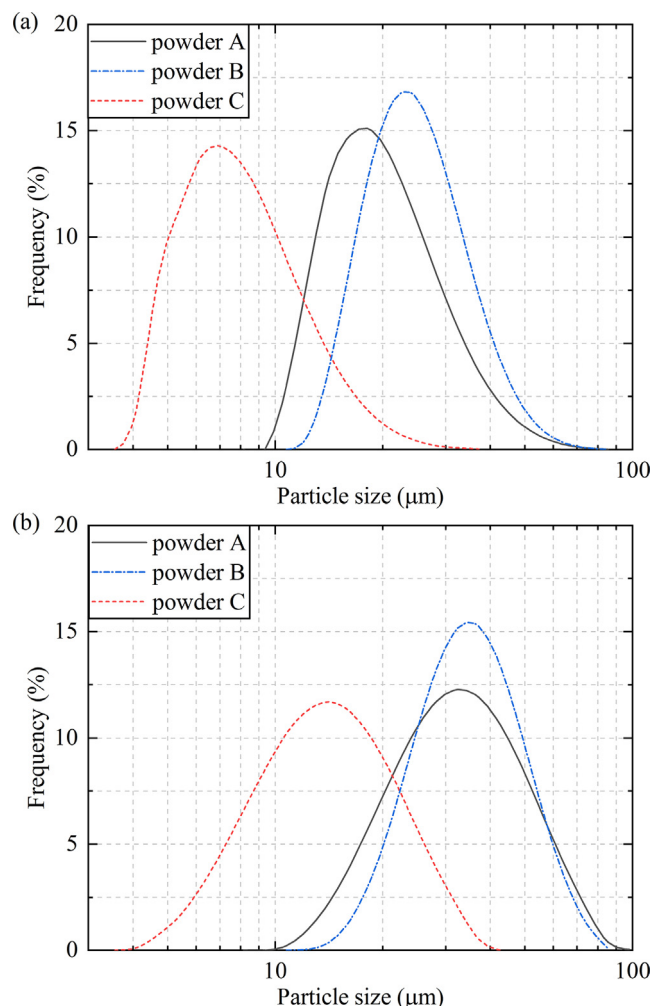 (a)
20
15
10
5
0
Frequency (%)
powder A
powder B
powder C
10
100
Particle size (μm)
(b)
20
15
10
5
0
Frequency (%)
powder A
powder B
powder C
10
100
Particle size (μm)